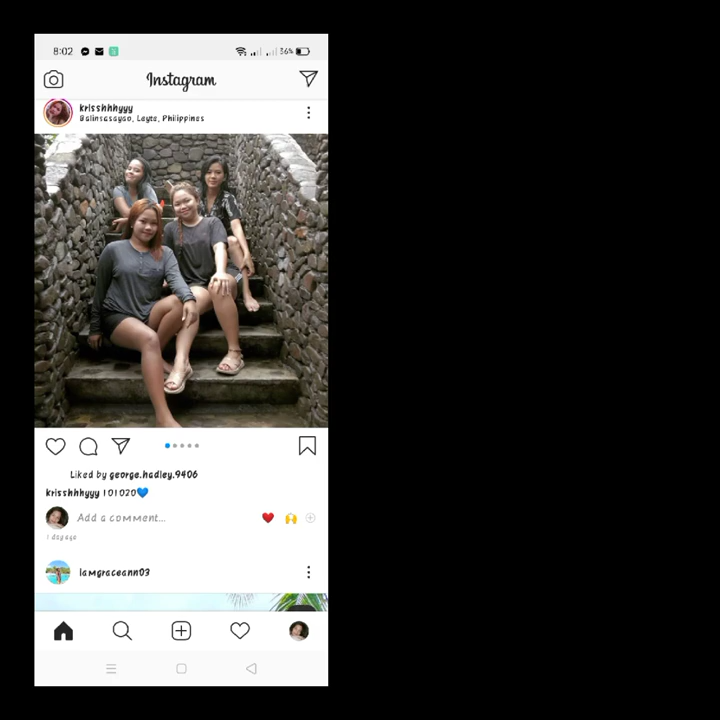 8:02
36%
Instagram
krisshhhyyy
Balinsasayao, Leyte, Philippines
Liked by george.hadley.9406
krisshhhyyy 101020💙
Add a comment...
1 day ago
iamgraceann03